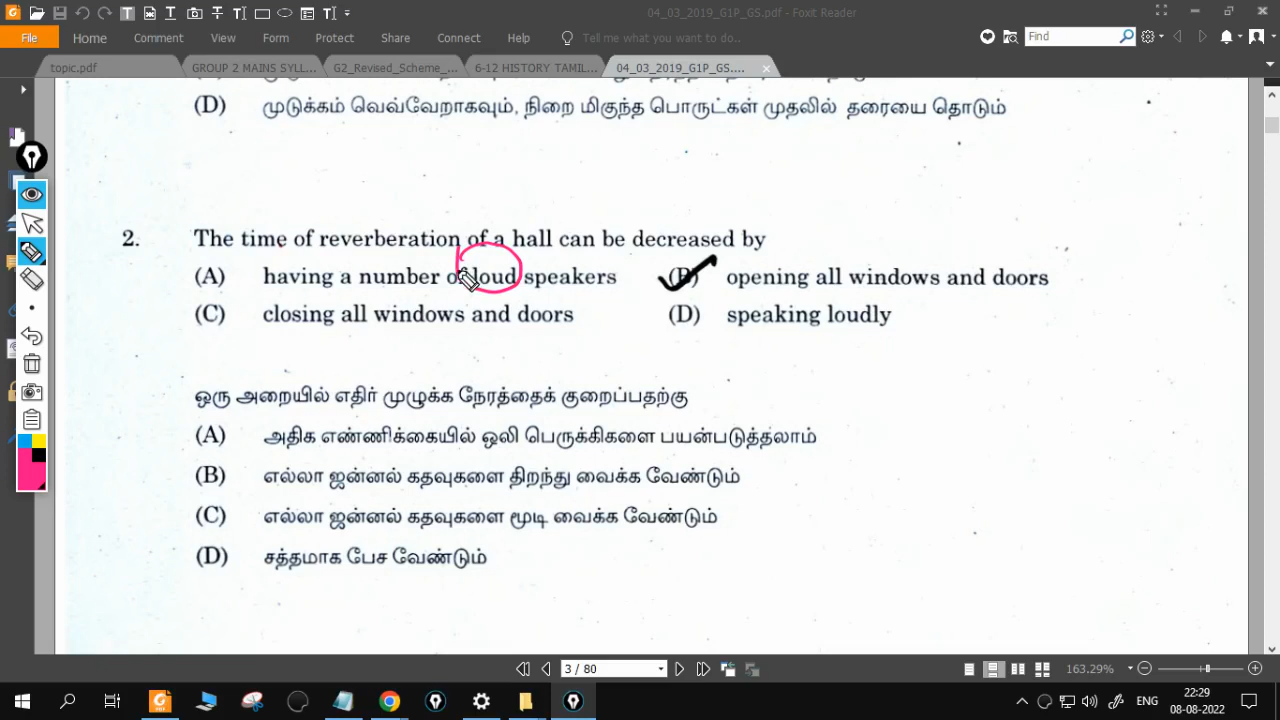 04_03_2019_G1P_GS.pdf - Foxit Reader
File Home Comment View Form Protect Share Connect Help Tell me what you want to do.. Find
topic.pdf GROUP 2 MAINS SYLL... G2_Revised_Scheme_... 6-12 HISTORY TAMIL... 04_03_2019_G1P_GS....
(D) முடுக்கம் வெவ்வேறாகவும், நிறை மிகுந்த பொருட்கள் முதலில் தரையை தொடும்
2. The time of reverberation of a hall can be decreased by
(A) having a number of loud speakers (B) opening all windows and doors
(C) closing all windows and doors (D) speaking loudly
ஒரு அறையில் எதிர் முழுக்க நேரத்தைக் குறைப்பதற்கு
(A) அதிக எண்ணிக்கையில் ஒலி பெருக்கிகளை பயன்படுத்தலாம்
(B) எல்லா ஜன்னல் கதவுகளை திறந்து வைக்க வேண்டும்
(C) எல்லா ஜன்னல் கதவுகளை மூடி வைக்க வேண்டும்
(D) சத்தமாக பேச வேண்டும்
3 / 80 163.29%
ENG 22:29
08-08-2022